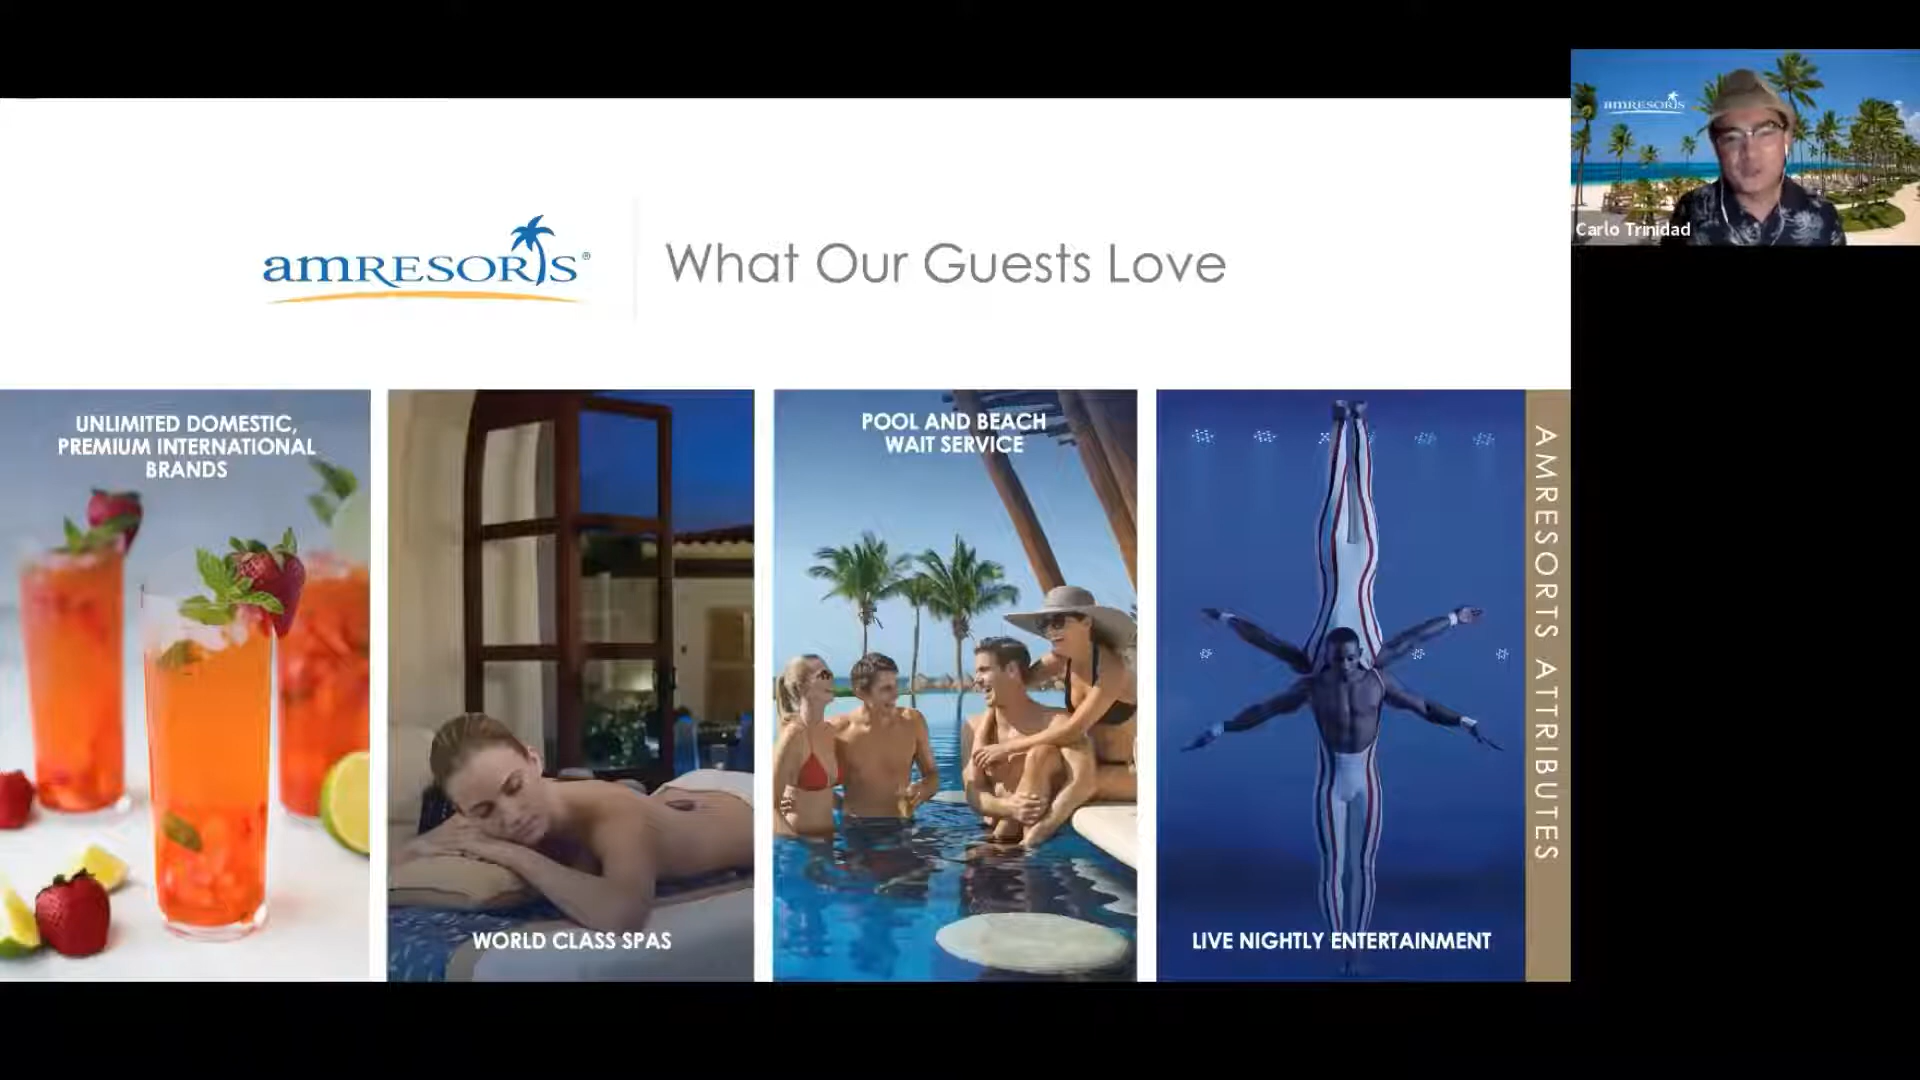 amRESORTS
Carlo Trinidad
amRESORTS®
What Our Guests Love
UNLIMITED DOMESTIC,
PREMIUM INTERNATIONAL
BRANDS
WORLD CLASS SPAS
POOL AND BEACH
WAIT SERVICE
LIVE NIGHTLY ENTERTAINMENT
AMRESORTS ATTRIBUTES